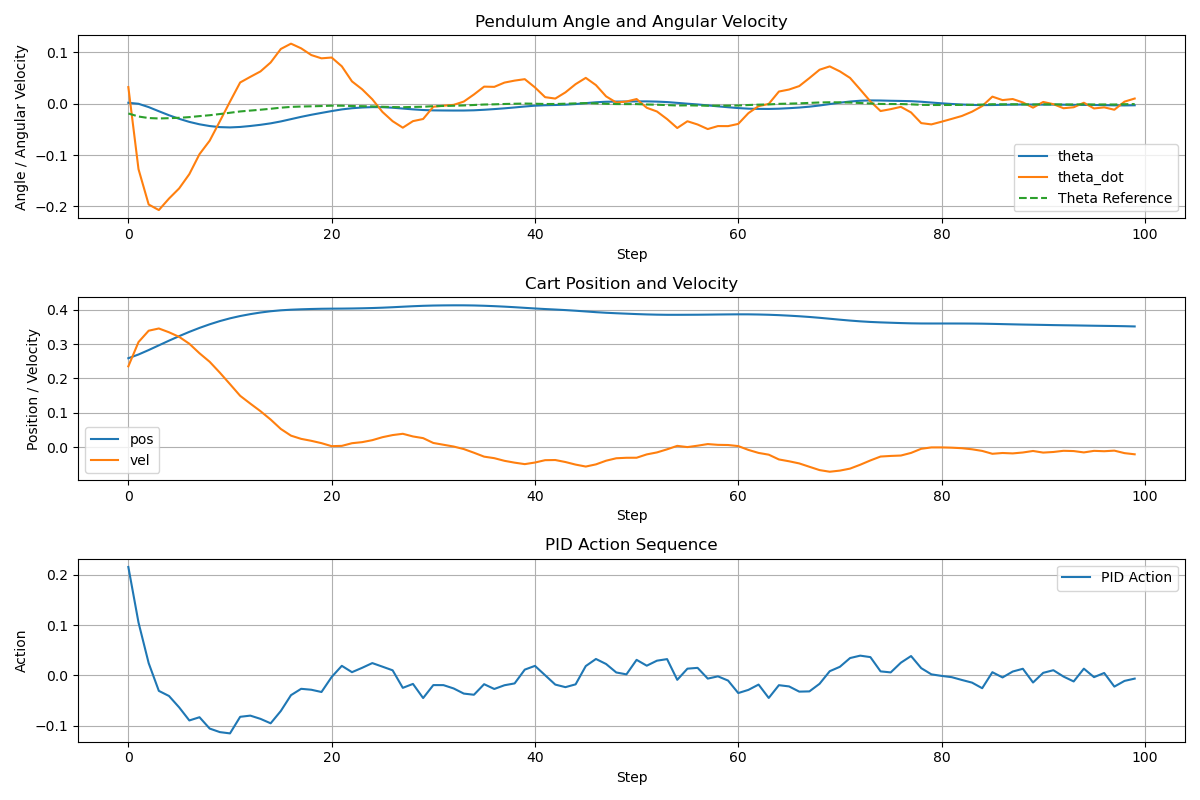 Pendulum Angle and Angular Velocity
Angle / Angular Velocity
0.1
0.0
−0.1
−0.2
theta
theta_dot
Theta Reference
0 20 40 60 80 100
Step
Cart Position and Velocity
Position / Velocity
0.4
0.3
0.2
0.1
0.0
pos
vel
0 20 40 60 80 100
Step
PID Action Sequence
Action
0.2
0.1
0.0
−0.1
PID Action
0 20 40 60 80 100
Step